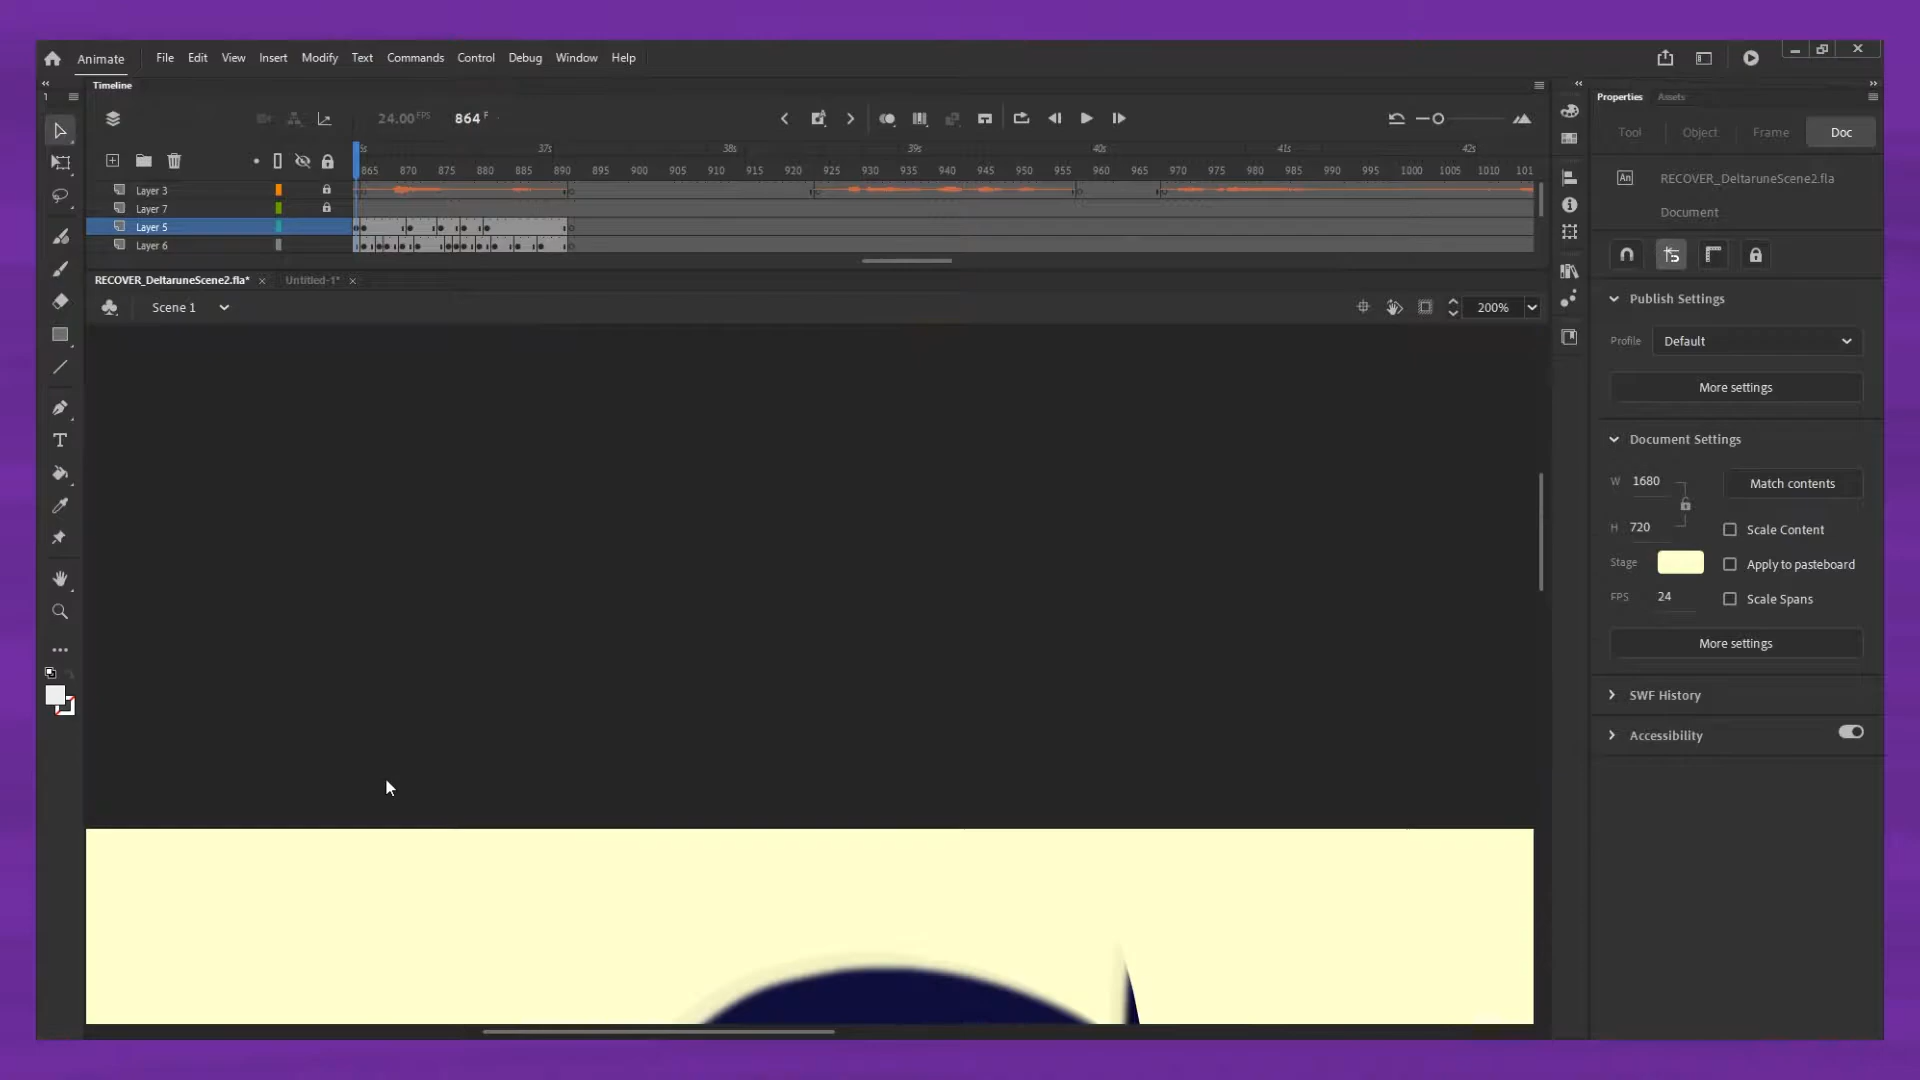 Animate File Edit View Insert Modify Text Commands Control Debug Window Help
Timeline
Properties Assets
24.00 FPS 864 F
Tool Object Frame Doc
37s 38s 39s 40s 41s 42s
865 870 875 880 885 890 895 900 905 910 915 920 925 930 935 940 945 950 955 960 965 970 975 980 985 990 995 1000 1005 1010 101
Layer 3
Layer 7
Layer 5
Layer 6
RECOVER_DeltaruneScene2.fla
Document
RECOVER_DeltaruneScene2.fla* Untitled-1*
Scene 1
200%
Publish Settings
Profile Default
More settings
Document Settings
W 1680
Match contents
H 720
Scale Content
Stage
Apply to pasteboard
FPS 24
Scale Spans
More settings
SWF History
Accessibility
An